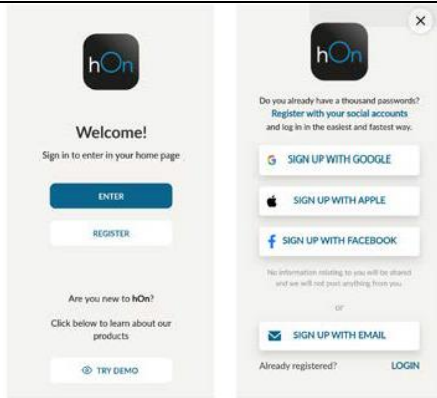 hOn
Welcome!
Sign in to enter in your home page
ENTER
REGISTER
Are you new to hOn?
Click below to learn about our
products
TRY DEMO
hOn
Do you already have a thousand passwords?
Register with your social accounts
and log in in the easiest and fastest way.
SIGN UP WITH GOOGLE
SIGN UP WITH APPLE
SIGN UP WITH FACEBOOK
No information relating to you will be shared
and we will not post anything from you.
or
SIGN UP WITH EMAIL
Already registered?
LOGIN